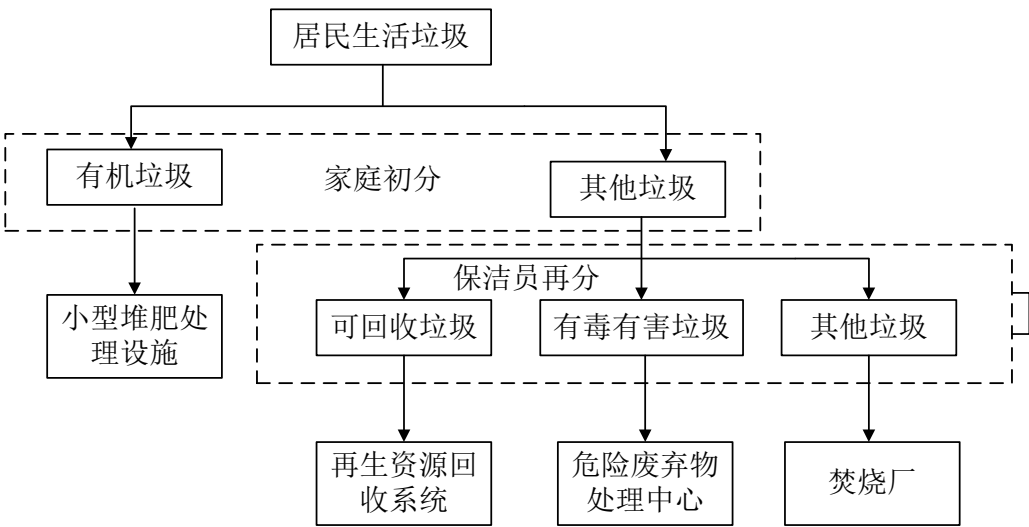 居民生活垃圾
有机垃圾
家庭初分
其他垃圾
保洁员再分
小型堆肥处
理设施
可回收垃圾
有毒有害垃圾
其他垃圾
再生资源回
收系统
危险废弃物
处理中心
焚烧厂